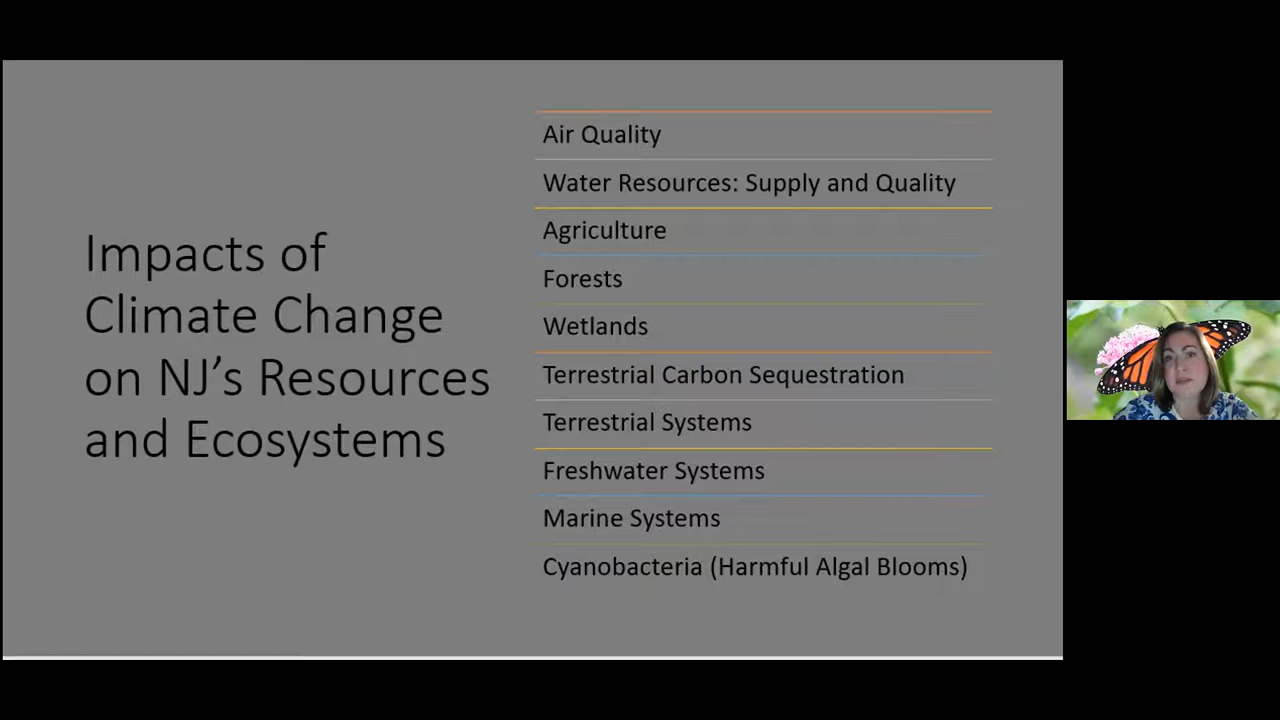 Impacts of
Climate Change
on NJ’s Resources
and Ecosystems
Air Quality
Water Resources: Supply and Quality
Agriculture
Forests
Wetlands
Terrestrial Carbon Sequestration
Terrestrial Systems
Freshwater Systems
Marine Systems
Cyanobacteria (Harmful Algal Blooms)